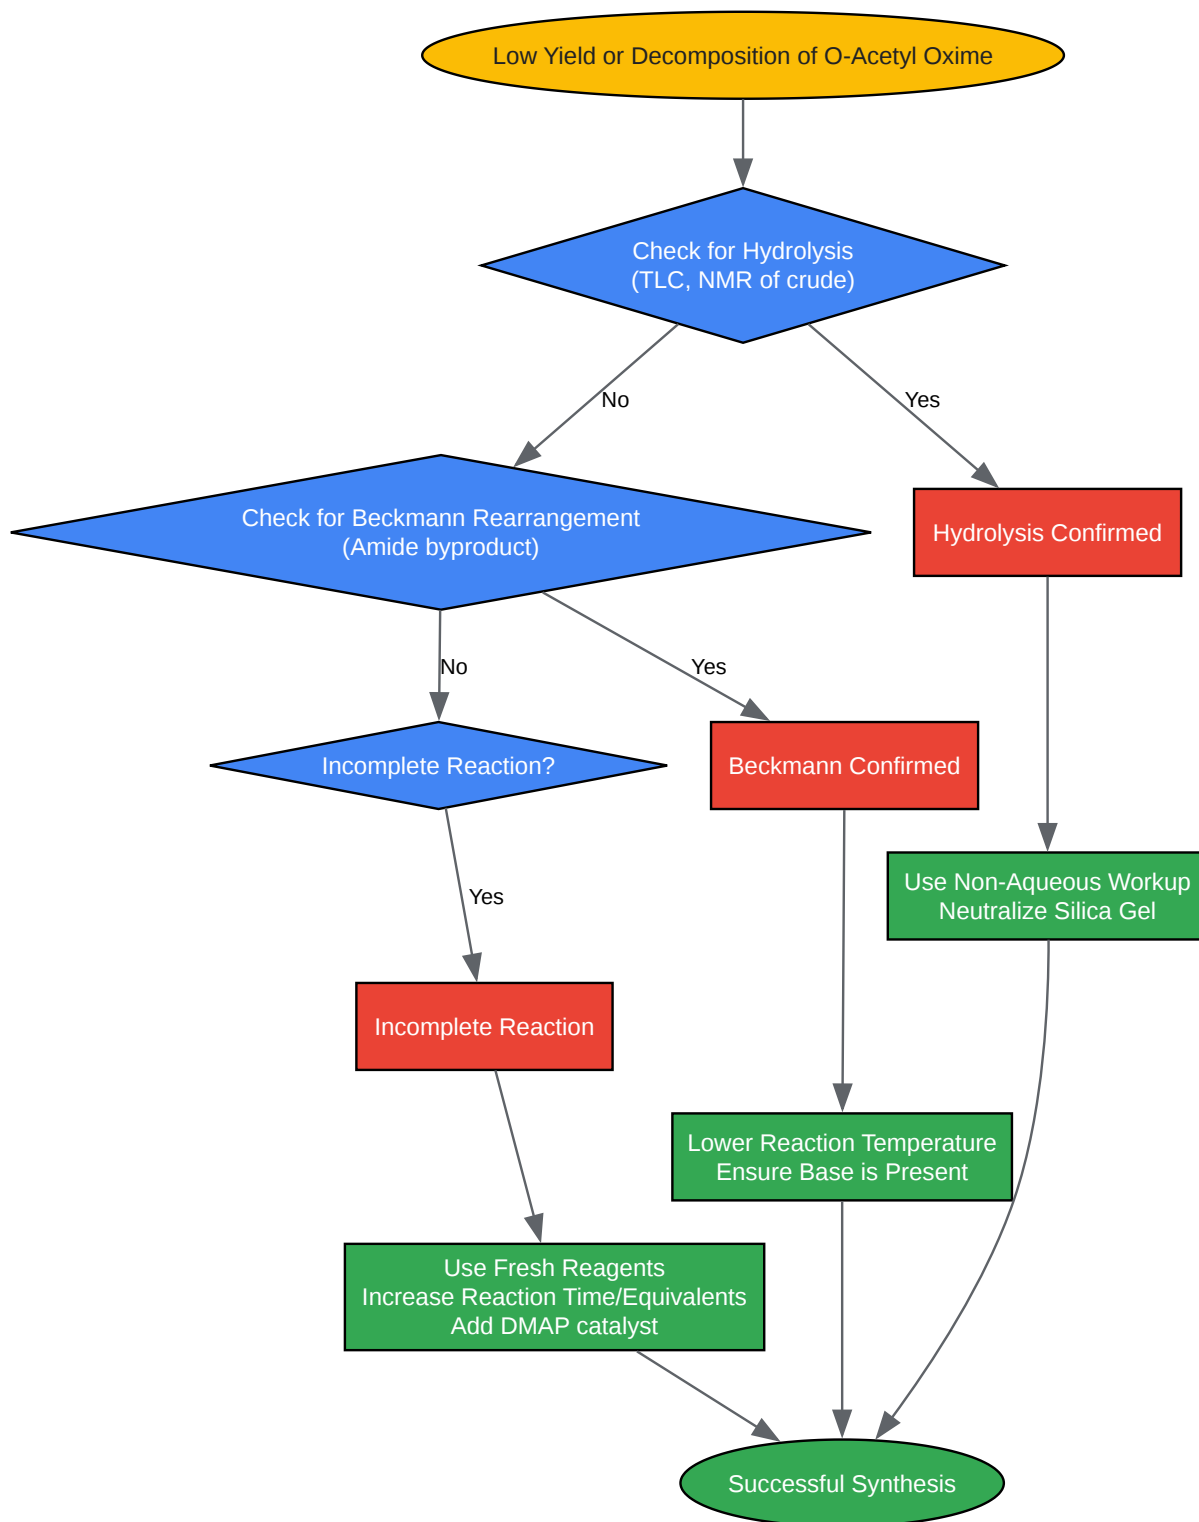 Low Yield or Decomposition of O-Acetyl Oxime
Check for Hydrolysis
(TLC, NMR of crude)
No
Yes
Check for Beckmann Rearrangement
(Amide byproduct)
Hydrolysis Confirmed
No
Yes
Incomplete Reaction?
Beckmann Confirmed
Use Non-Aqueous Workup
Neutralize Silica Gel
Yes
Incomplete Reaction
Lower Reaction Temperature
Ensure Base is Present
Use Fresh Reagents
Increase Reaction Time/Equivalents
Add DMAP catalyst
Successful Synthesis